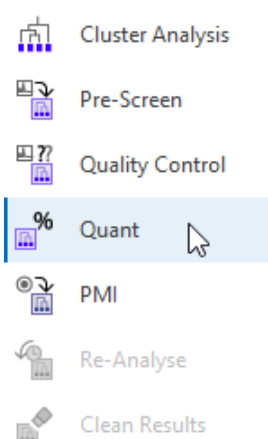 Cluster Analysis
Pre-Screen
??
Quality Control
%
Quant
PMI
Re-Analyse
Clean Results